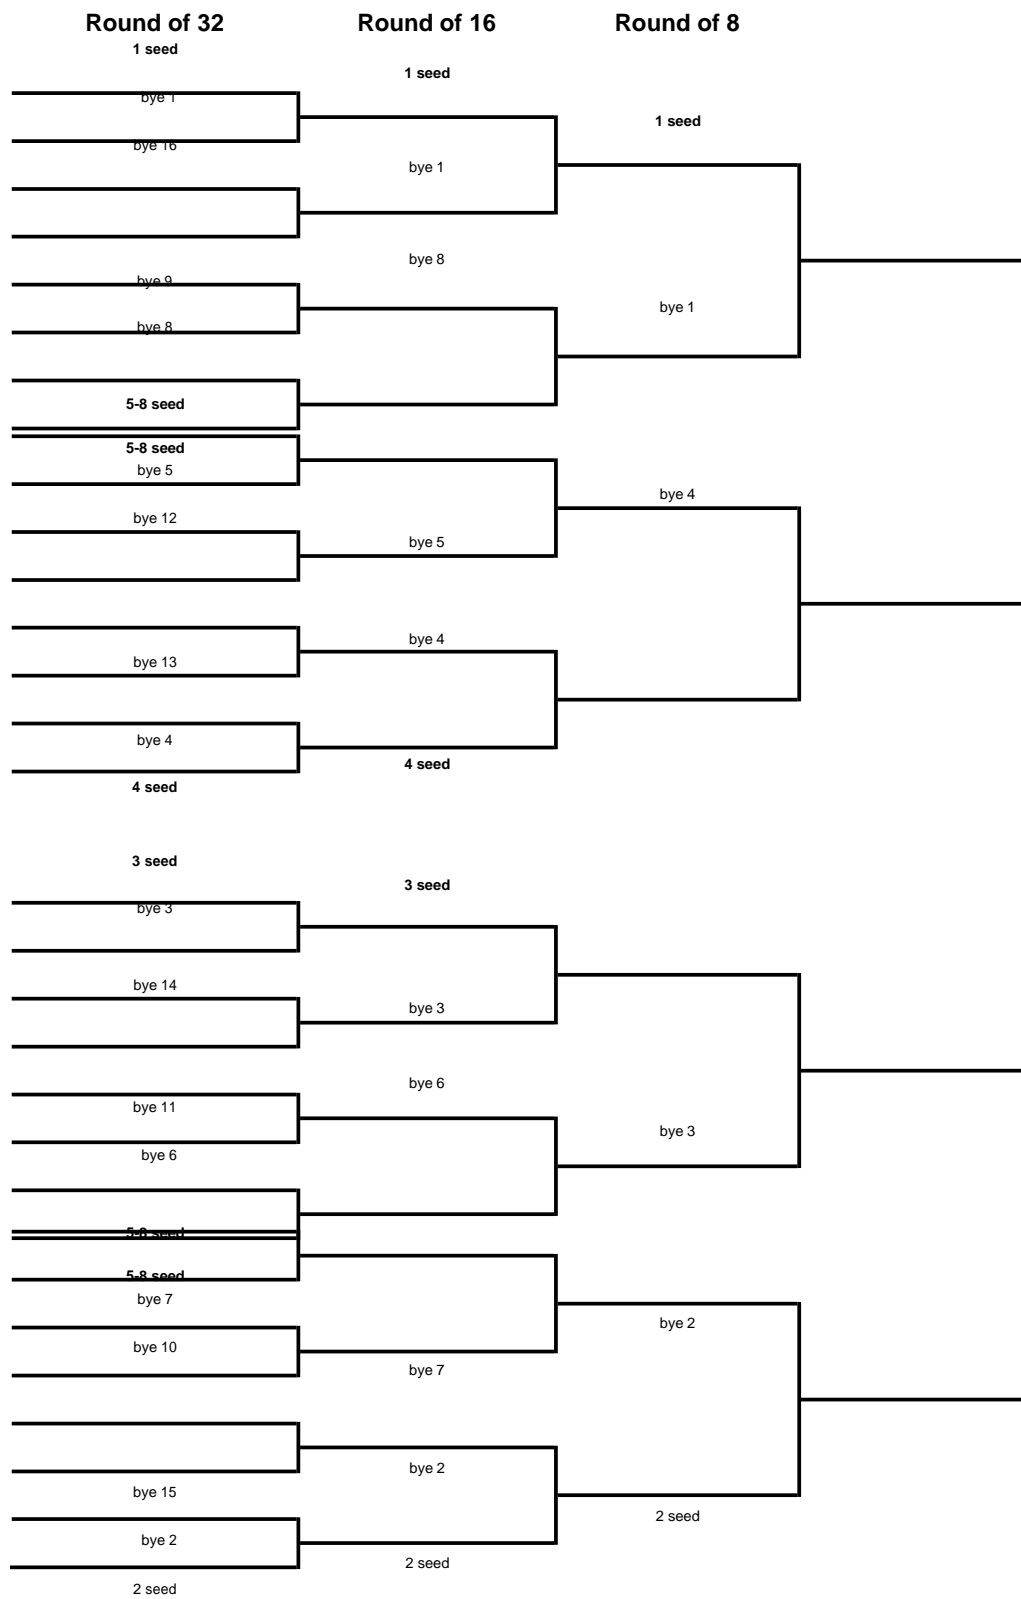 Round of 32
1 seed
bye 1
bye 16
bye 9
bye 8
5-8 seed
5-8 seed
bye 5
bye 12
bye 13
bye 4
4 seed
3 seed
bye 3
bye 14
bye 11
bye 6
5-8 seed
5-8 seed
bye 7
bye 10
bye 15
bye 2
2 seed
Round of 16
1 seed
bye 1
bye 8
bye 5
bye 4
4 seed
3 seed
bye 3
bye 6
bye 7
bye 2
2 seed
Round of 8
1 seed
bye 1
bye 4
bye 3
bye 2
2 seed